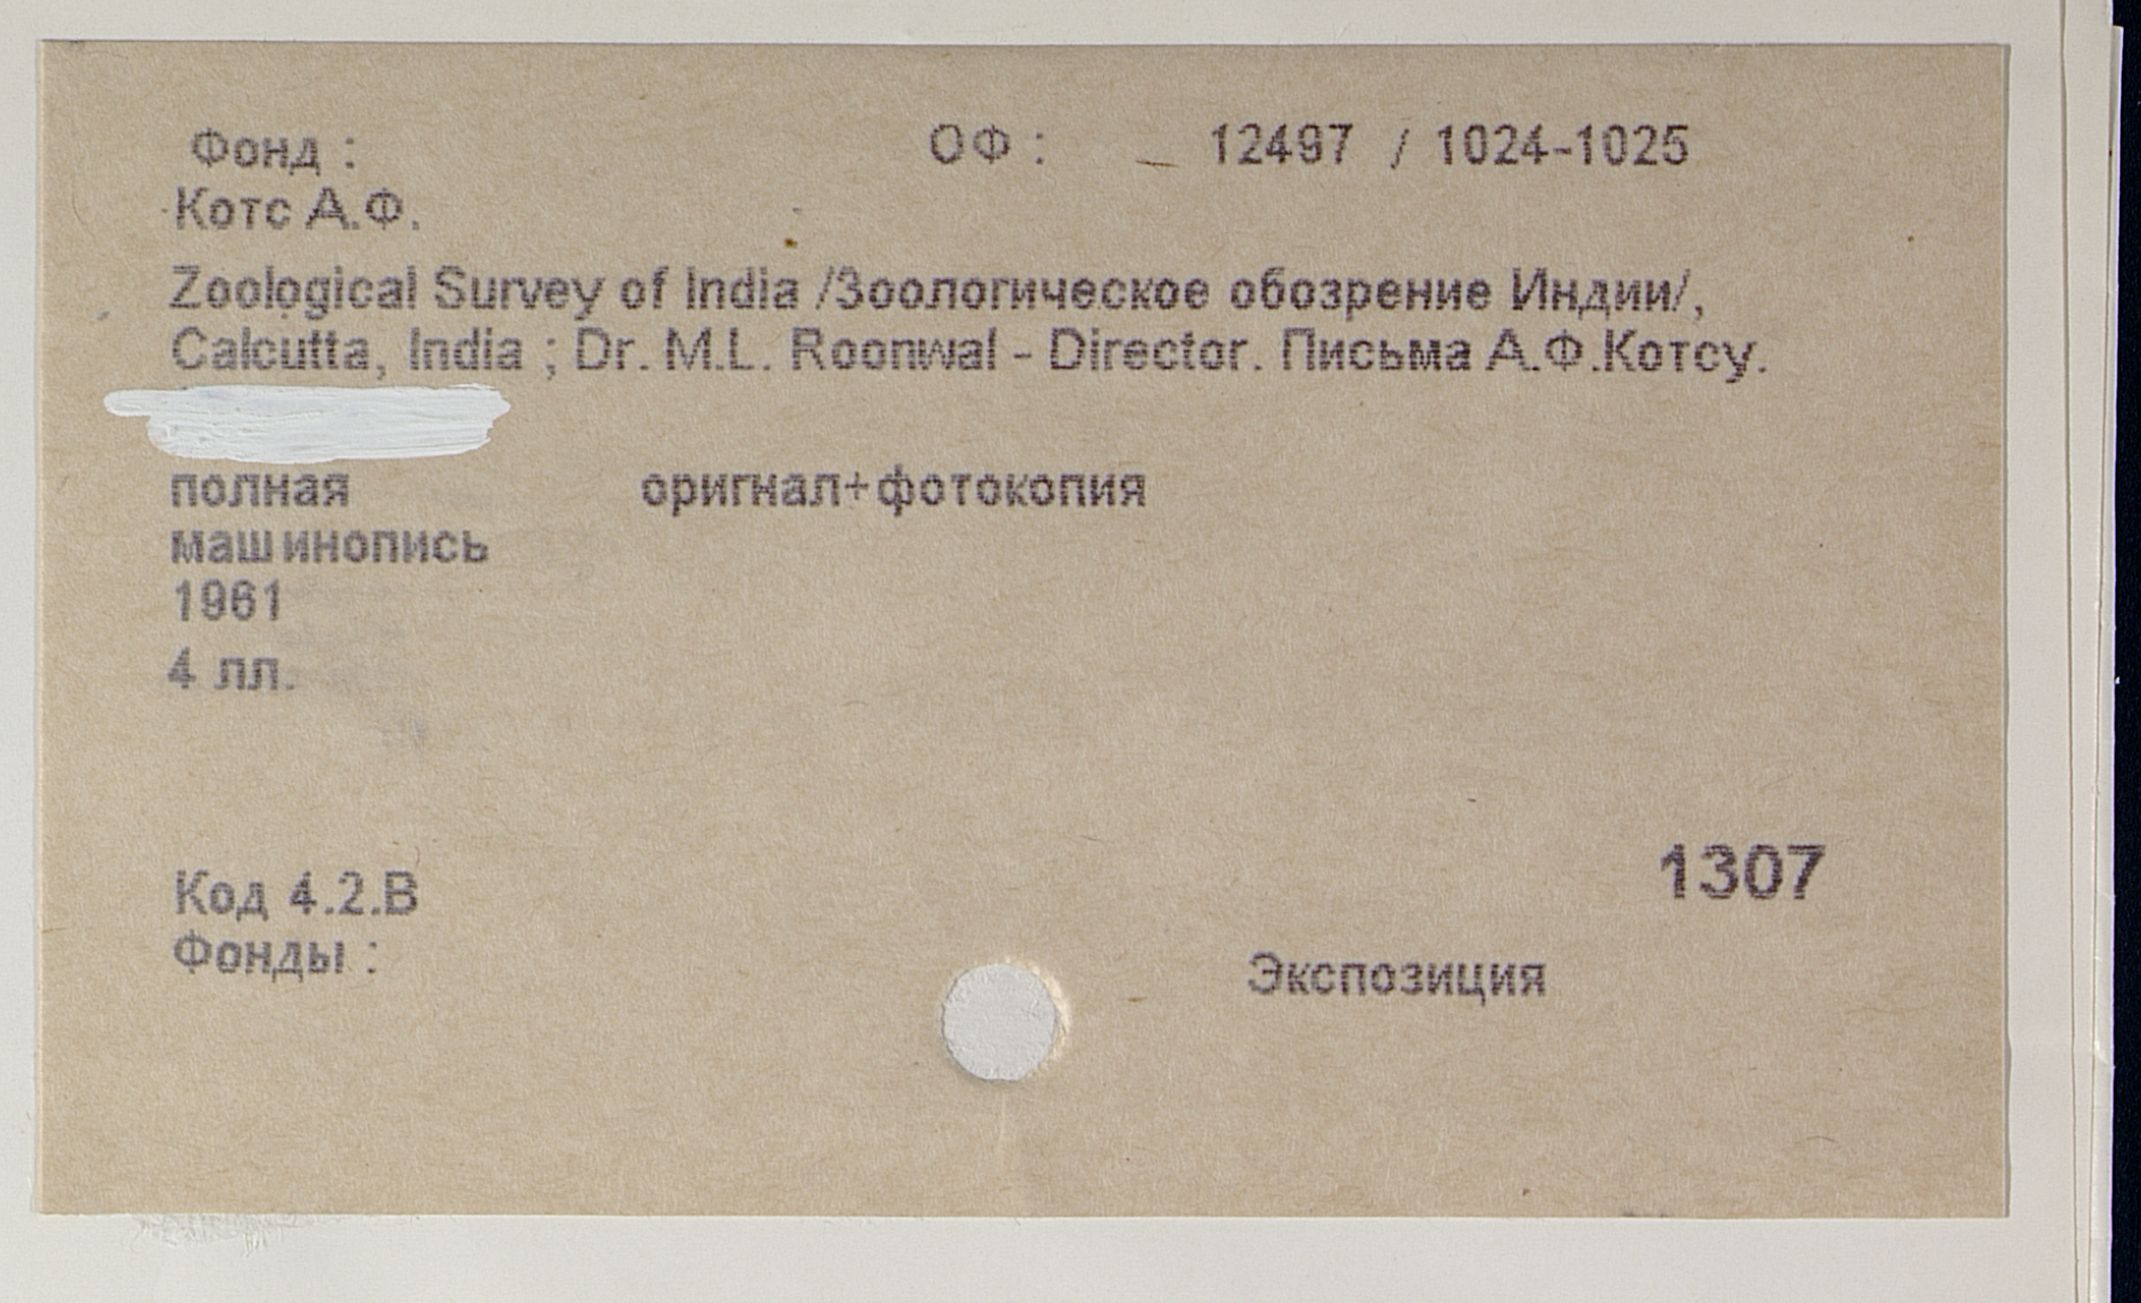 Фонд : ОФ : 12497 / 1024-1025
Котс А.Ф.
Zoological Survey of India /Зоологическое обозрение Индии/,
Calcutta, India ; Dr. M.L. Roonwal - Director. Письма А.Ф.Котсу.
полная оригнал+фотокопия
машинопись
1961
4 лл.
1307
Код 4.2.В
Фонды :
Экспозиция